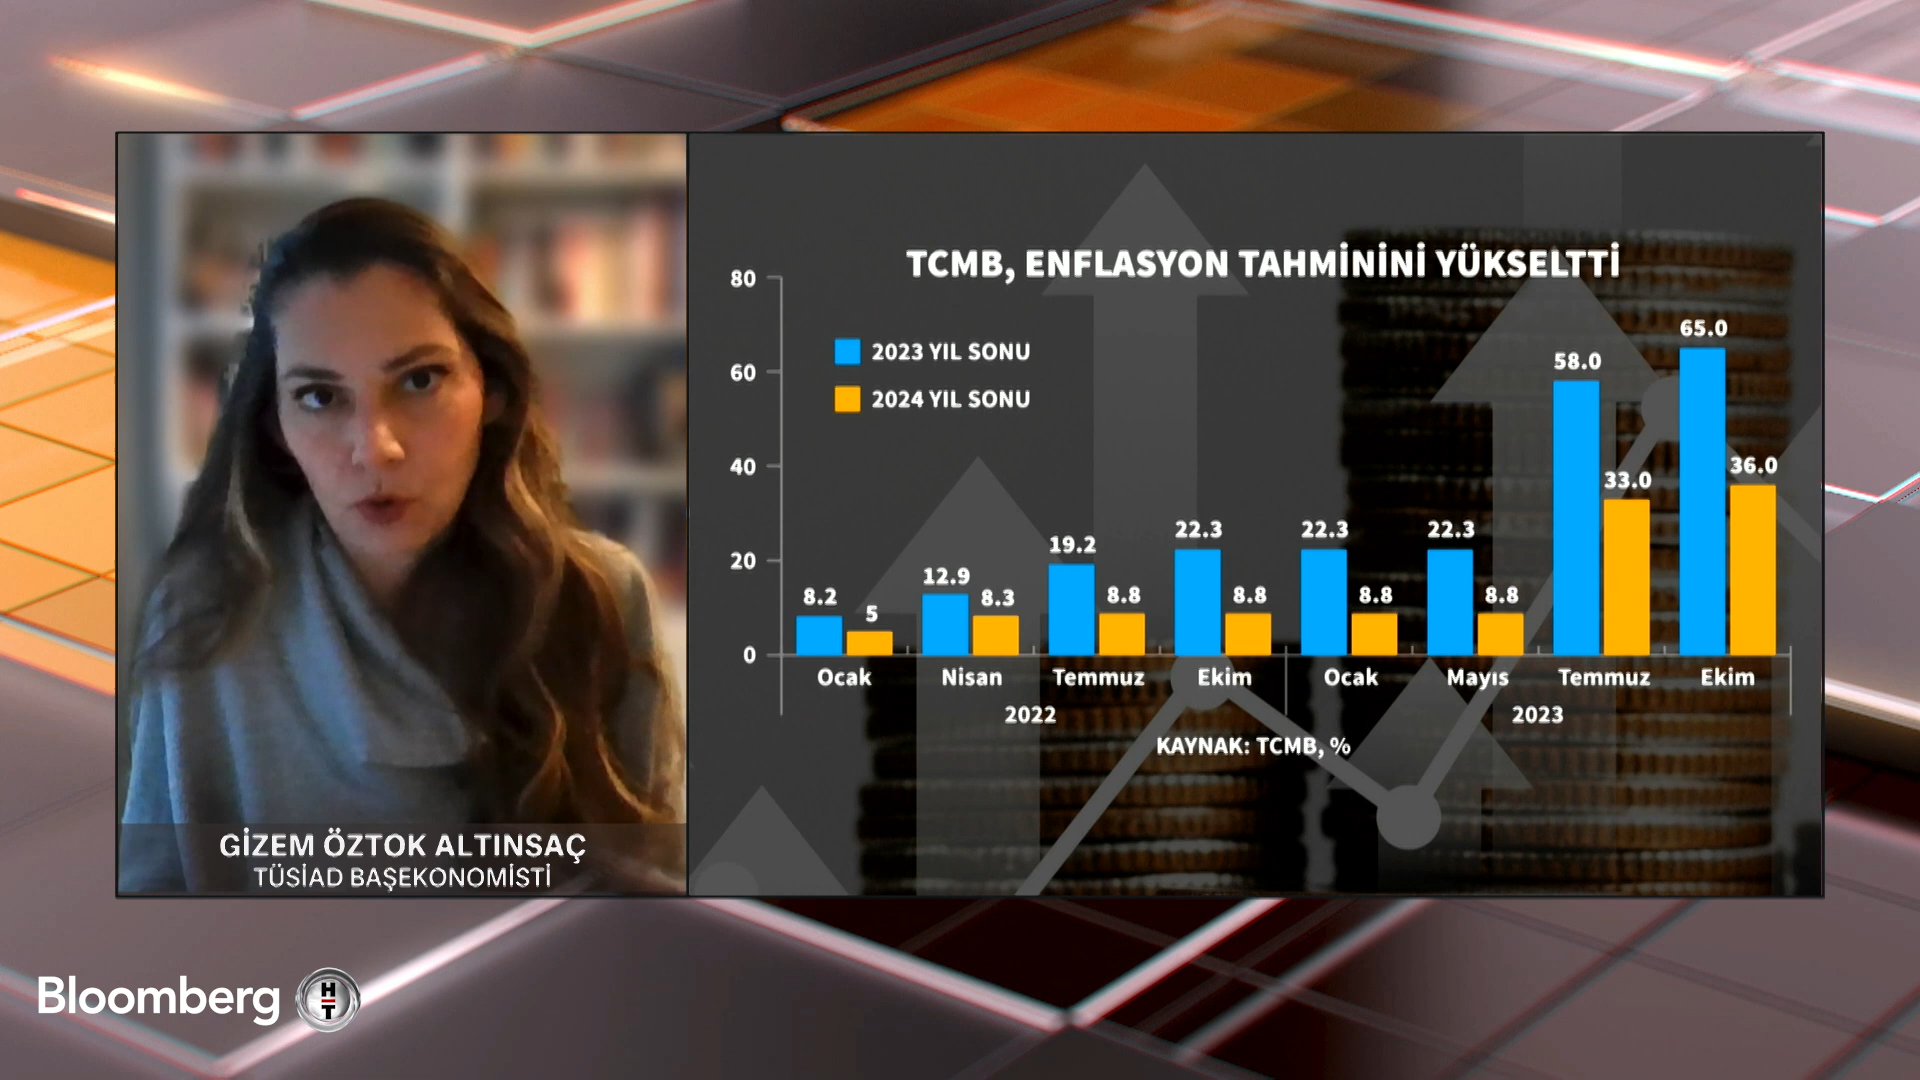 TCMB, ENFLASYON TAHMİNİNİ YÜKSELTTİ
80
60
40
20
0
2023 YIL SONU
2024 YIL SONU
8.2 5 12.9 8.3 19.2 8.8 22.3 8.8 22.3 8.8 22.3 8.8 58.0 33.0 65.0 36.0
Ocak Nisan Temmuz Ekim Ocak Mayıs Temmuz Ekim
2022 2023
KAYNAK: TCMB, %
GİZEM ÖZTOK ALTINSAÇ
TÜSİAD BAŞEKONOMİSTİ
Bloomberg HT